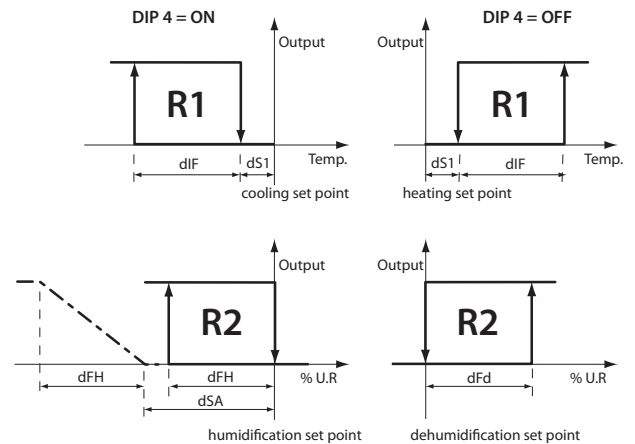 DIP 4 = ON
DIP 4 = OFF
Output
Output
R1
R1
dIF
dS1
Temp.
dS1
dIF
Temp.
cooling set point
heating set point
Output
Output
R2
R2
dFH
dFH
% U.R
dFd
% U.R
dSA
humidification set point
dehumidification set point